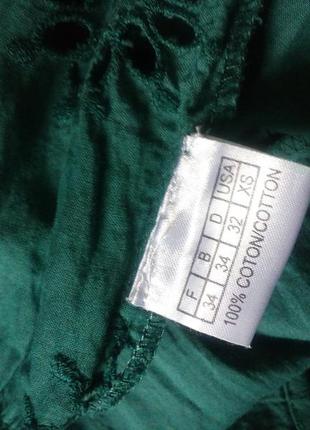 F B D USA
34 34 32 XS
100% COTON/COTTON